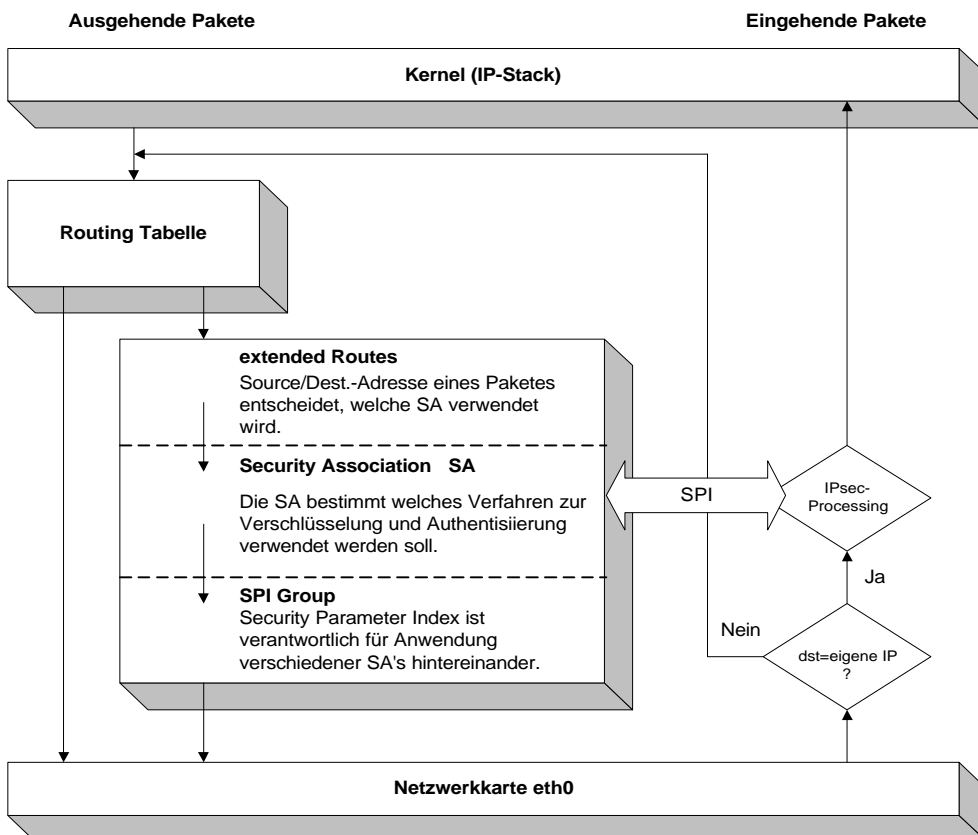 Ausgehende Pakete
Eingehende Pakete
Kernel (IP-Stack)
Routing Tabelle
extended Routes
Source/Dest.-Adresse eines Paketes
entscheidet, welche SA verwendet
wird.
Security Association SA
Die SA bestimmt welches Verfahren zur
Verschlüsselung und Authentisiierung
verwendet werden soll.
SPI Group
Security Parameter Index ist
verantwortlich für Anwendung
verschiedener SA's hintereinander.
SPI
IPsec-
Processing
Ja
Nein
dst=eigene IP
?
Netzwerkkarte eth0